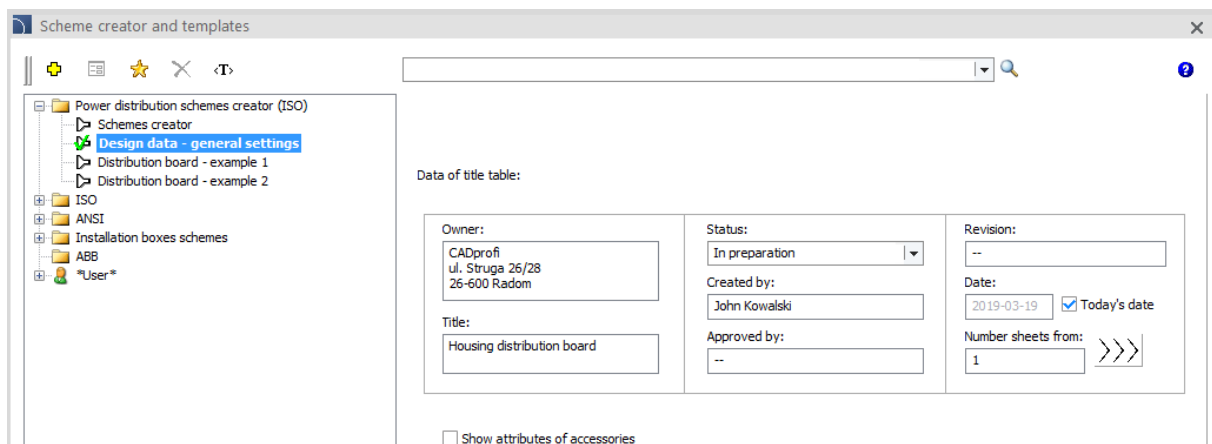 Scheme creator and templates
<T>
Power distribution schemes creator (ISO)
Schemes creator
Design data - general settings
Distribution board - example 1
Distribution board - example 2
ISO
ANSI
Installation boxes schemes
ABB
*User*
Data of title table:
Owner:
CADprofi
ul. Struga 26/28
26-600 Radom
Title:
Housing distribution board
Status:
In preparation
Created by:
John Kowalski
Approved by:
--
Revision:
--
Date:
2019-03-19
Today's date
Number sheets from:
1
Show attributes of accessories